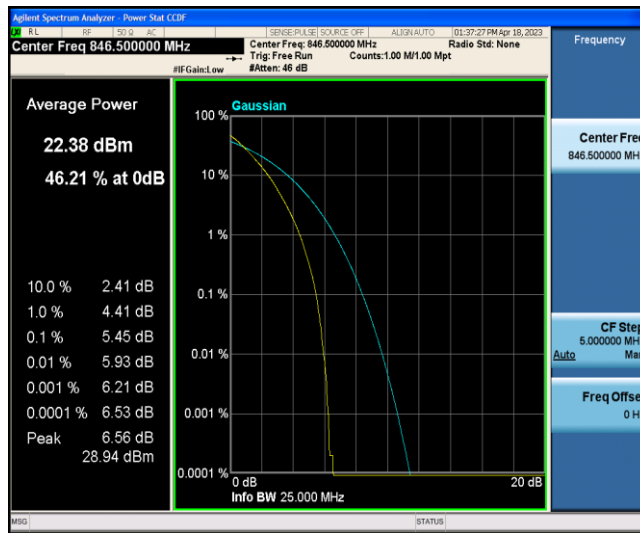 Agilent Spectrum Analyzer - Power Stat CCDF
RL RF 50 Ω AC SENSE:PULSE SOURCE OFF ALIGN AUTO 01:37:27 PM Apr 18, 2023
Center Freq 846.500000 MHz
Center Freq: 846.500000 MHz Radio Std: None
Trig: Free Run Counts:1.00 M/1.00 Mpt
#IFGain:Low #Atten: 46 dB
Frequency
Average Power
22.38 dBm
46.21 % at 0dB
10.0 % 2.41 dB
1.0 % 4.41 dB
0.1 % 5.45 dB
0.01 % 5.93 dB
0.001 % 6.21 dB
0.0001 % 6.53 dB
Peak 6.56 dB
28.94 dBm
Gaussian
100 %
10 %
1 %
0.1 %
0.01 %
0.001 %
0.0001 %
0 dB 20 dB
Info BW 25.000 MHz
Center Freq
846.500000 MH
CF Step
5.000000 MH
Auto Ma
Freq Offse
0 H
MSG STATUS